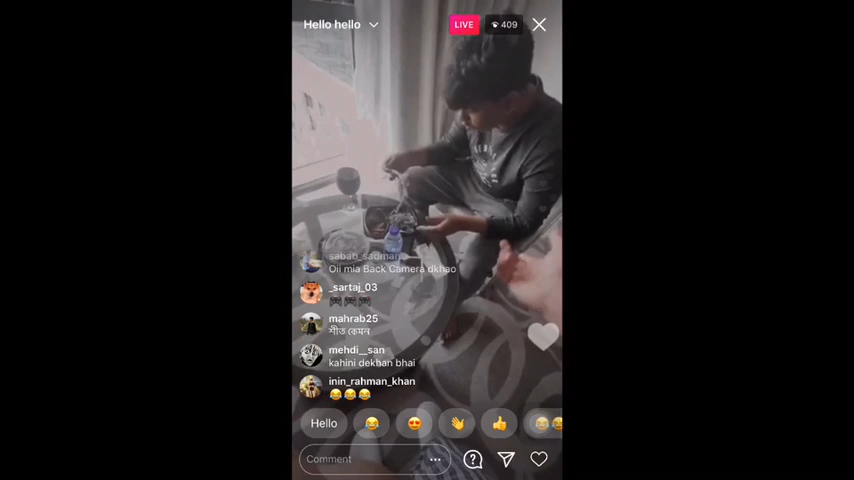 Hello hello
LIVE
409
sabab_sadman
Oii mia Back Camera dkhao
_sartaj_03
mahrab25
শীত কেমন
mehdi__san
kahini dekhan bhai
inin_rahman_khan
😂😂😂
Hello
Comment